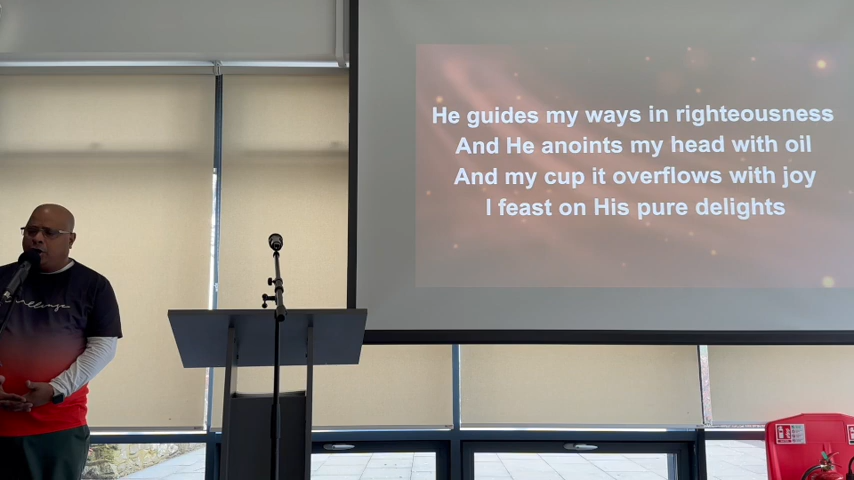 He guides my ways in righteousness
And He anoints my head with oil
And my cup it overflows with joy
I feast on His pure delights